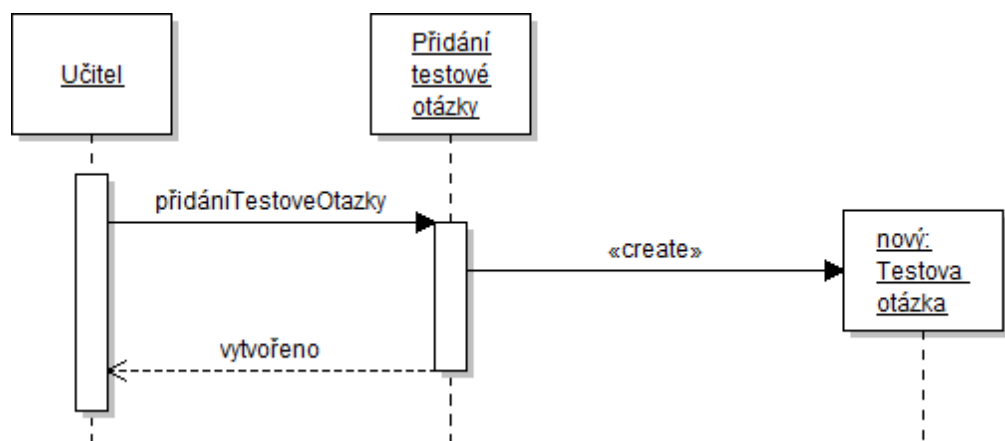 Učitel
Přidání
testové
otázky
přidáníTestoveOtazky
«create»
nový:
Testova
otázka
vytvořeno